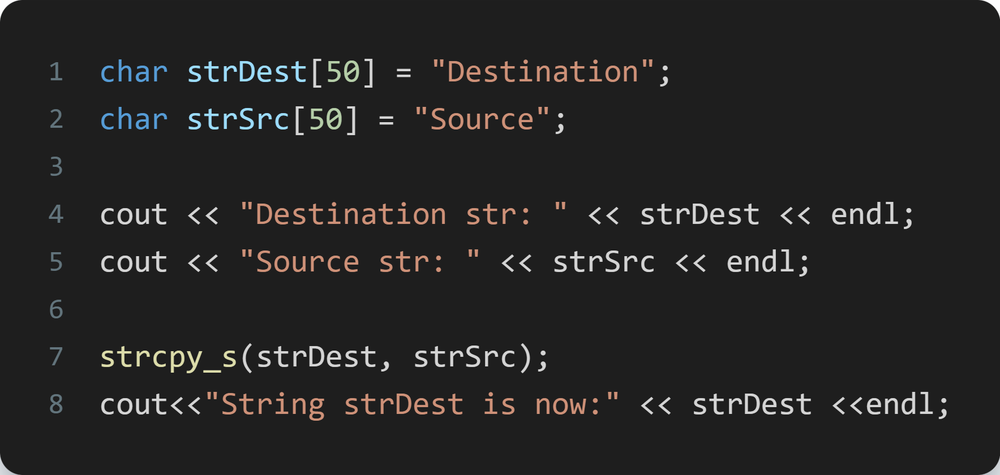 1 char strDest[50] = "Destination";
2 char strSrc[50] = "Source";
3
4 cout << "Destination str: " << strDest << endl;
5 cout << "Source str: " << strSrc << endl;
6
7 strcpy_s(strDest, strSrc);
8 cout<<"String strDest is now:" << strDest <<endl;